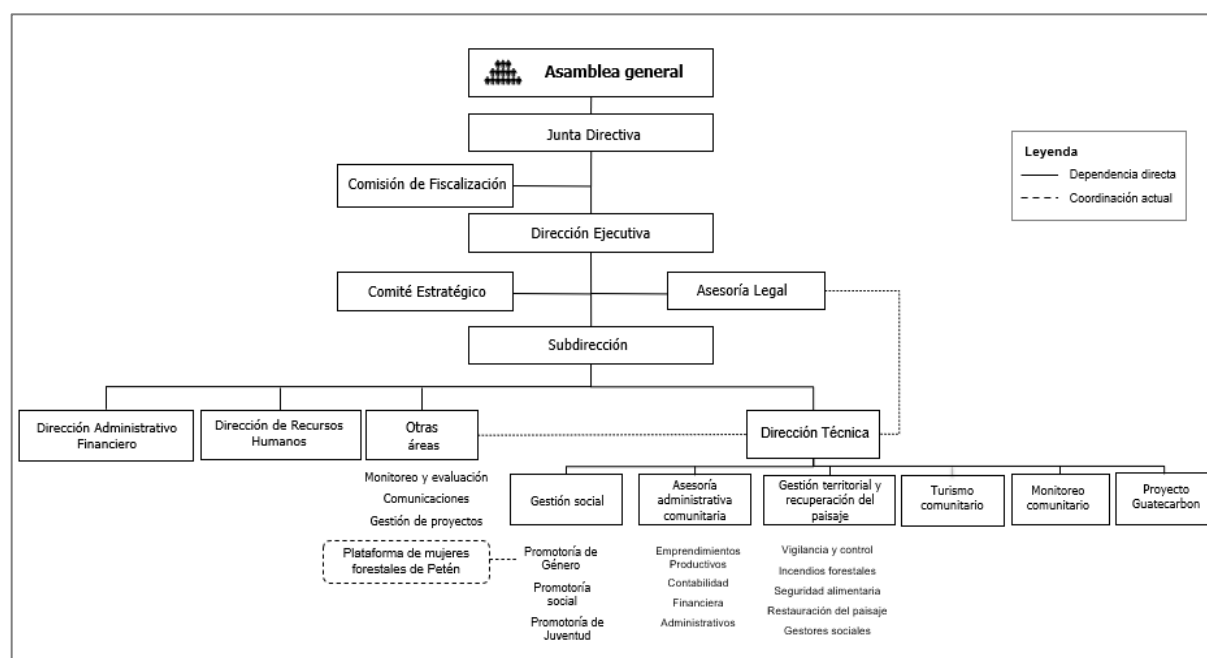 Asamblea general
Junta Directiva
Leyenda
Dependencia directa
Coordinación actual
Comisión de Fiscalización
Dirección Ejecutiva
Comité Estratégico
Asesoría Legal
Subdirección
Dirección Administrativo
Financiero
Dirección de Recursos
Humanos
Otras
áreas
Dirección Técnica
Monitoreo y evaluación
Comunicaciones
Gestión de proyectos
Gestión social
Asesoría
administrativa
comunitaria
Gestión territorial y
recuperación del
paisaje
Turismo
comunitario
Monitoreo
comunitario
Proyecto
Guatecarbon
Plataforma de mujeres
forestales de Petén
Promotoría de
Género
Promotoría
social
Promotoría de
Juventud
Emprendimientos
Productivos
Contabilidad
Financiera
Administrativos
Vigilancia y control
Incendios forestales
Seguridad alimentaria
Restauración del paisaje
Gestores sociales